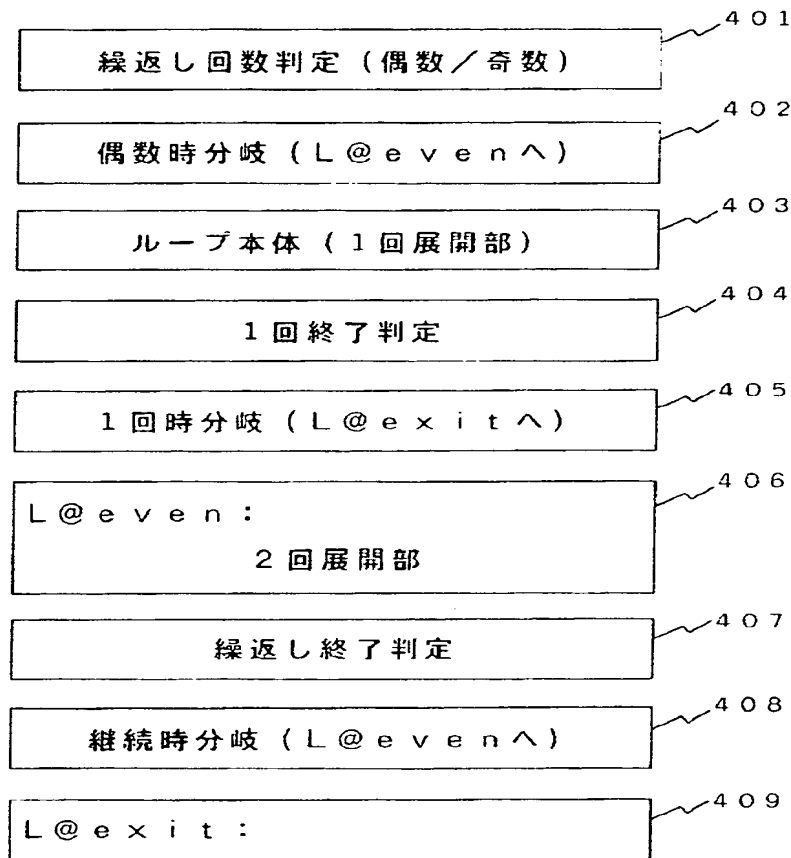 401
繰返し回数判定（偶数／奇数）
402
偶数時分岐（L@evenへ）
403
ループ本体（1回展開部）
404
1回終了判定
405
1回時分岐（L@exitへ）
406
L@even：
2回展開部
407
繰返し終了判定
408
継続時分岐（L@evenへ）
409
L@exit：